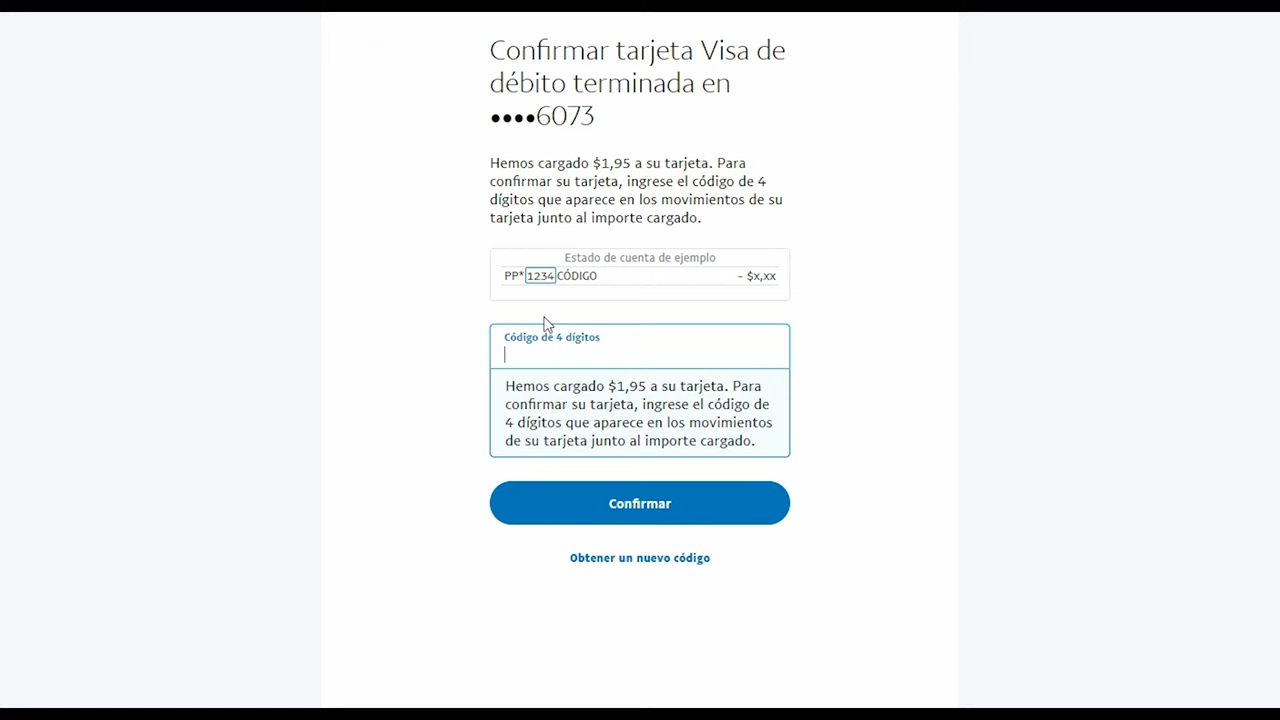 Confirmar tarjeta Visa de
débito terminada en
••••6073
Hemos cargado $1,95 a su tarjeta. Para
confirmar su tarjeta, ingrese el código de 4
dígitos que aparece en los movimientos de su
tarjeta junto al importe cargado.
Estado de cuenta de ejemplo
PP*1234CÓDIGO - $x,xx
Código de 4 dígitos
Hemos cargado $1,95 a su tarjeta. Para
confirmar su tarjeta, ingrese el código de
4 dígitos que aparece en los movimientos
de su tarjeta junto al importe cargado.
Confirmar
Obtener un nuevo código